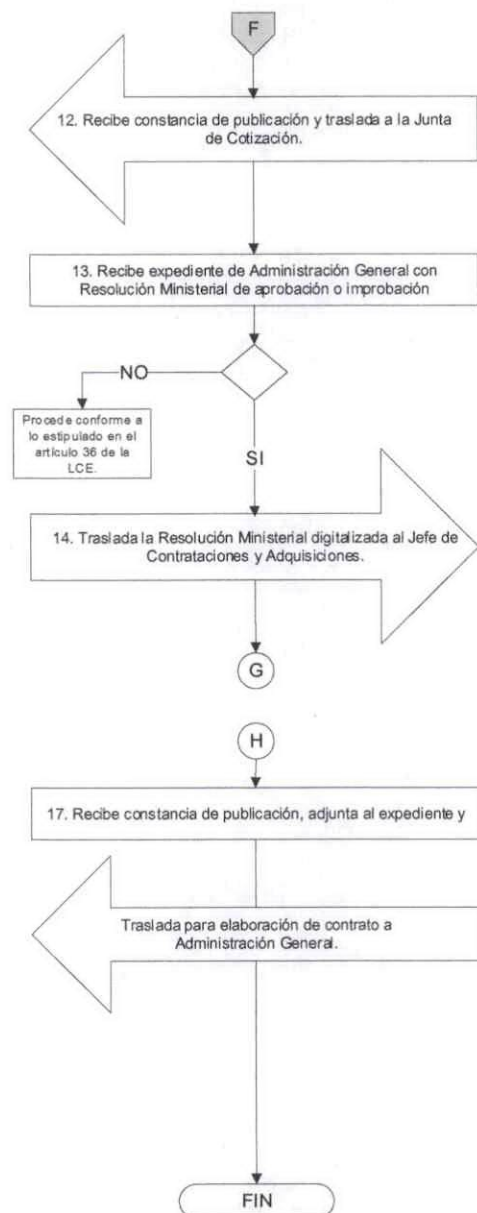 F
12. Recibe constancia de publicación y traslada a la Junta
de Cotización.
13. Recibe expediente de Administración General con
Resolución Ministerial de aprobación o improbación
NO
Procede conforme a
lo estipulado en el
artículo 36 de la
LCE.
SI
14. Traslada la Resolución Ministerial digitalizada al Jefe de
Contrataciones y Adquisiciones.
G
H
17. Recibe constancia de publicación, adjunta al expediente y
Traslada para elaboración de contrato a
Administración General.
FIN